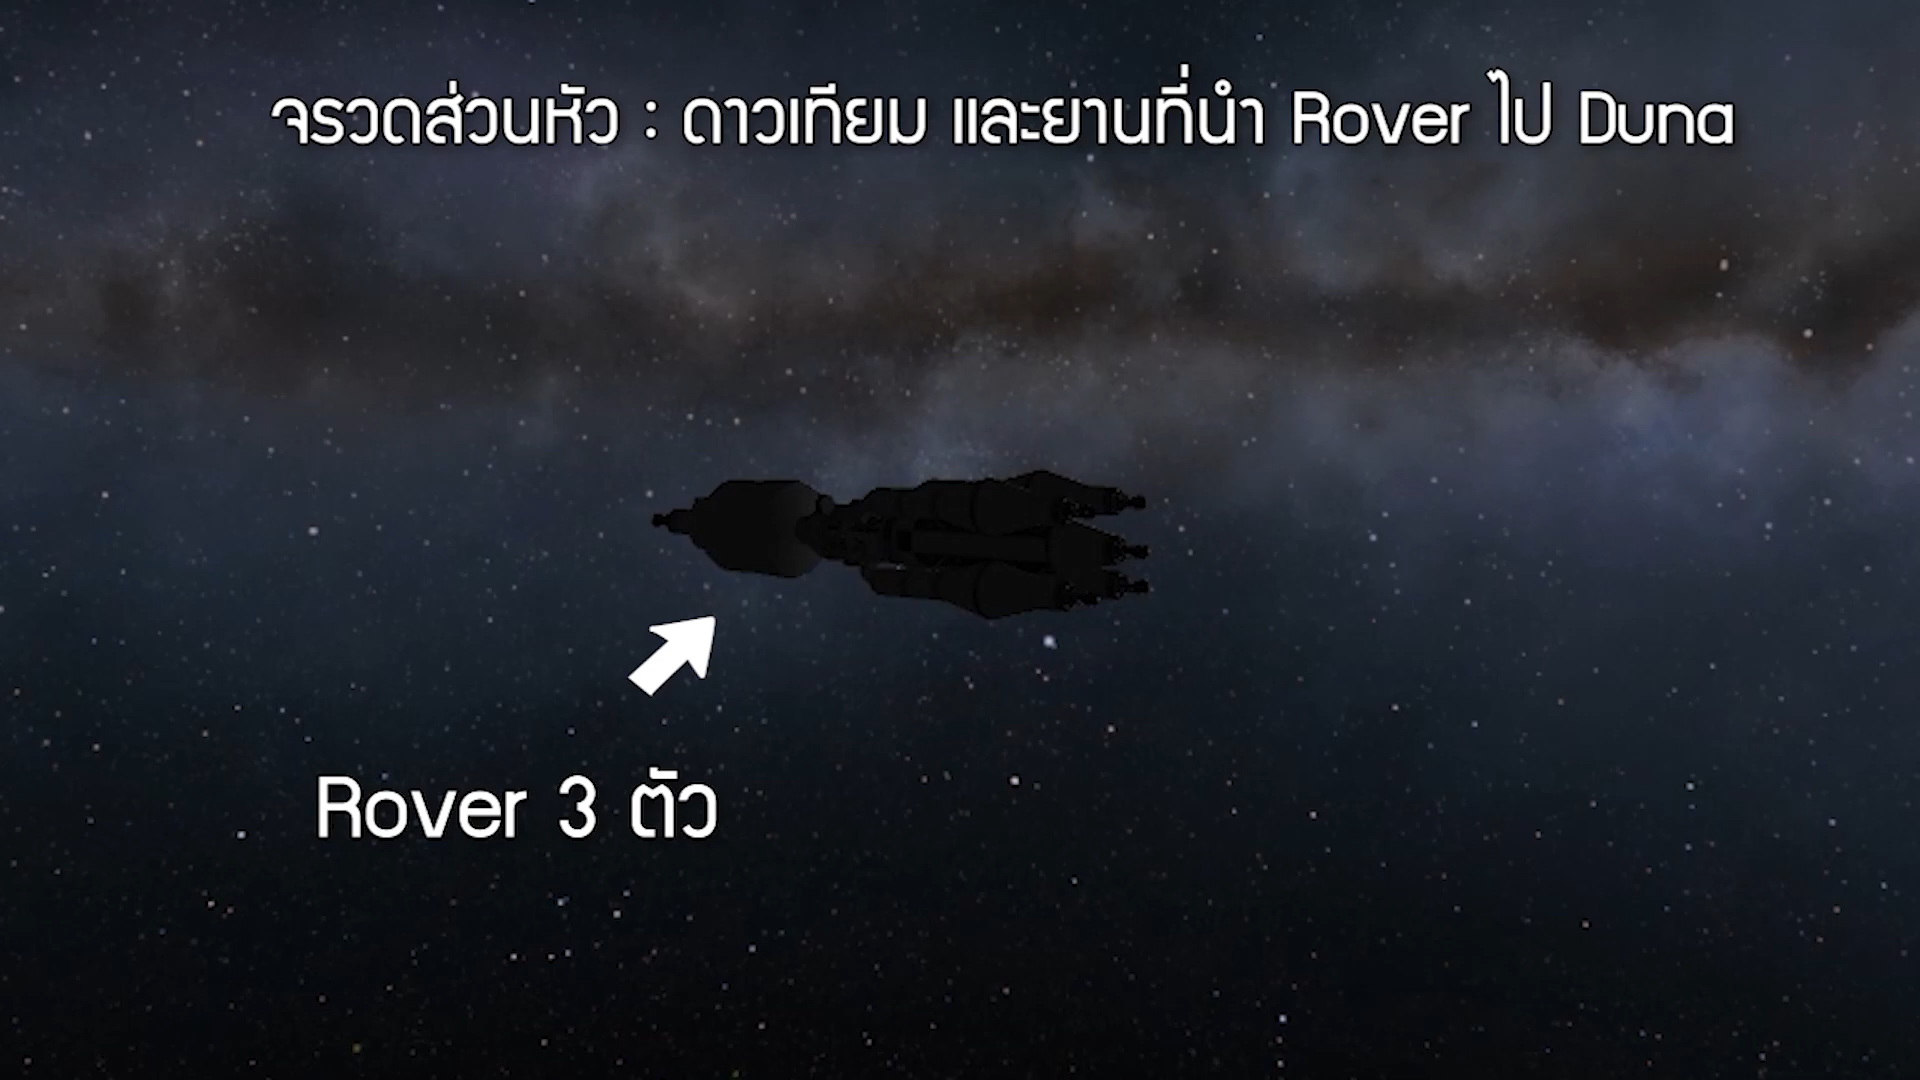 จรวดส่วนหัว : ดาวเทียม และยานที่นำ Rover ไป Duna
Rover 3 ตัว